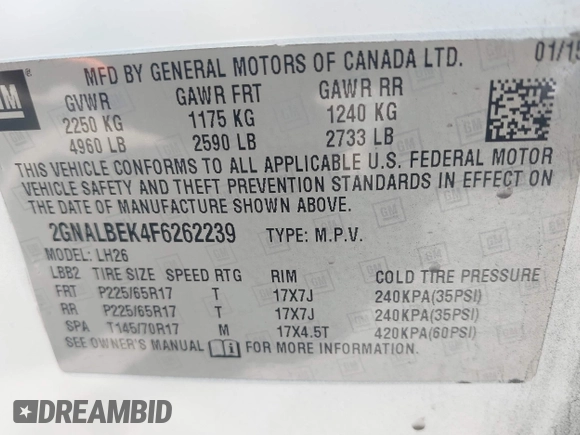 MFD BY GENERAL MOTORS OF CANADA LTD. 01/15
GM
GVWR GAWR FRT GAWR RR
2250 KG 1175 KG 1240 KG
4960 LB 2590 LB 2733 LB
THIS VEHICLE CONFORMS TO ALL APPLICABLE U.S. FEDERAL MOTOR
VEHICLE SAFETY AND THEFT PREVENTION STANDARDS IN EFFECT ON
THE DATE OF MANUFACTURE SHOWN ABOVE.
2GNALBEK4F6262239 TYPE: M.P.V.
MODEL: LH26
LBB2 TIRE SIZE SPEED RTG RIM COLD TIRE PRESSURE
FRT P225/65R17 T 17X7J 240KPA(35PSI)
RR P225/65R17 T 17X7J 240KPA(35PSI)
SPA T145/70R17 M 17X4.5T 420KPA(60PSI)
SEE OWNER'S MANUAL i FOR MORE INFORMATION.
DREAMBID